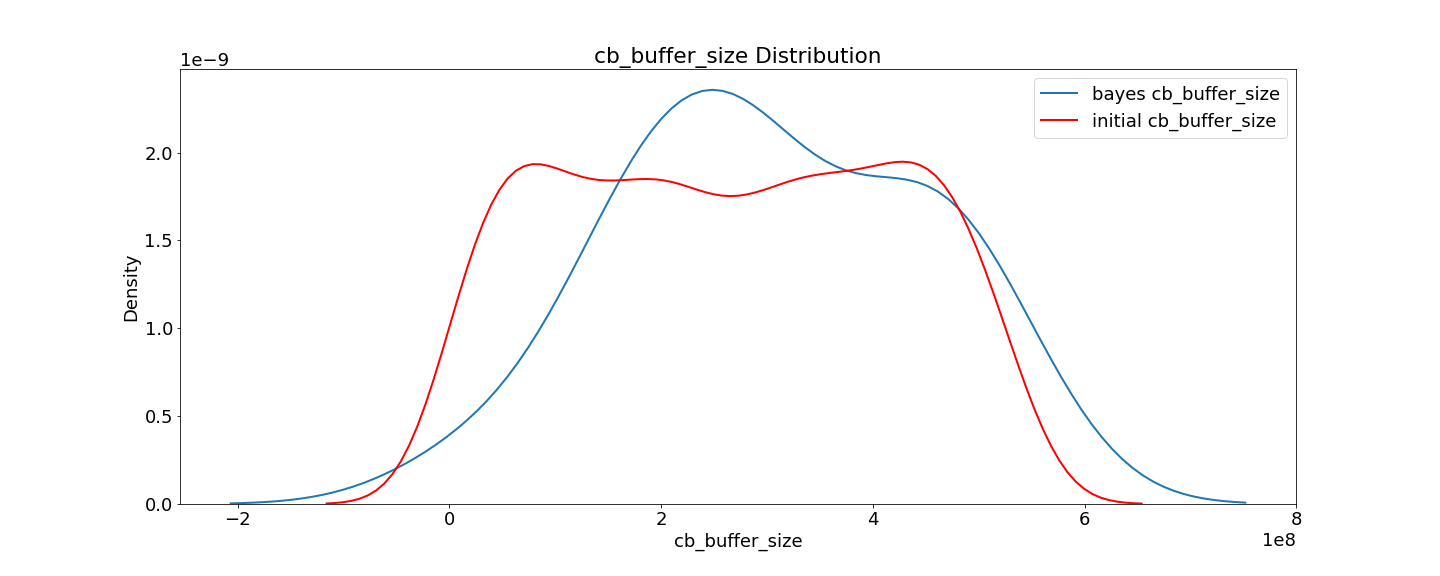 cb_buffer_size Distribution
1e−9
bayes cb_buffer_size
initial cb_buffer_size
Density
2.0
1.5
1.0
0.5
0.0
−2 0 2 4 6 8
1e8
cb_buffer_size